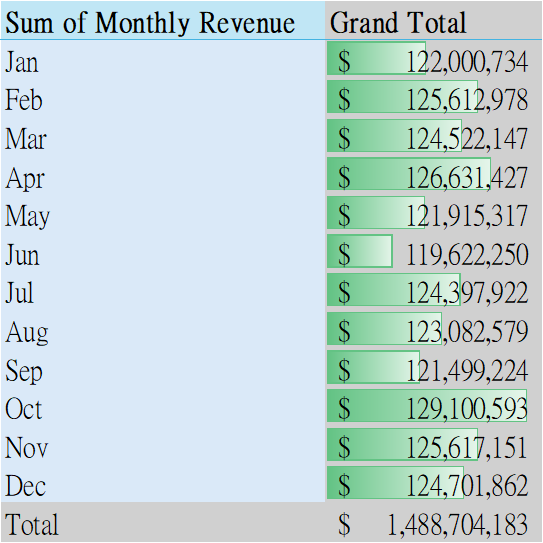 Sum of Monthly Revenue Grand Total
Jan $ 122,000,734
Feb $ 125,612,978
Mar $ 124,522,147
Apr $ 126,631,427
May $ 121,915,317
Jun $ 119,622,250
Jul $ 124,397,922
Aug $ 123,082,579
Sep $ 121,499,224
Oct $ 129,100,593
Nov $ 125,617,151
Dec $ 124,701,862
Total $ 1,488,704,183